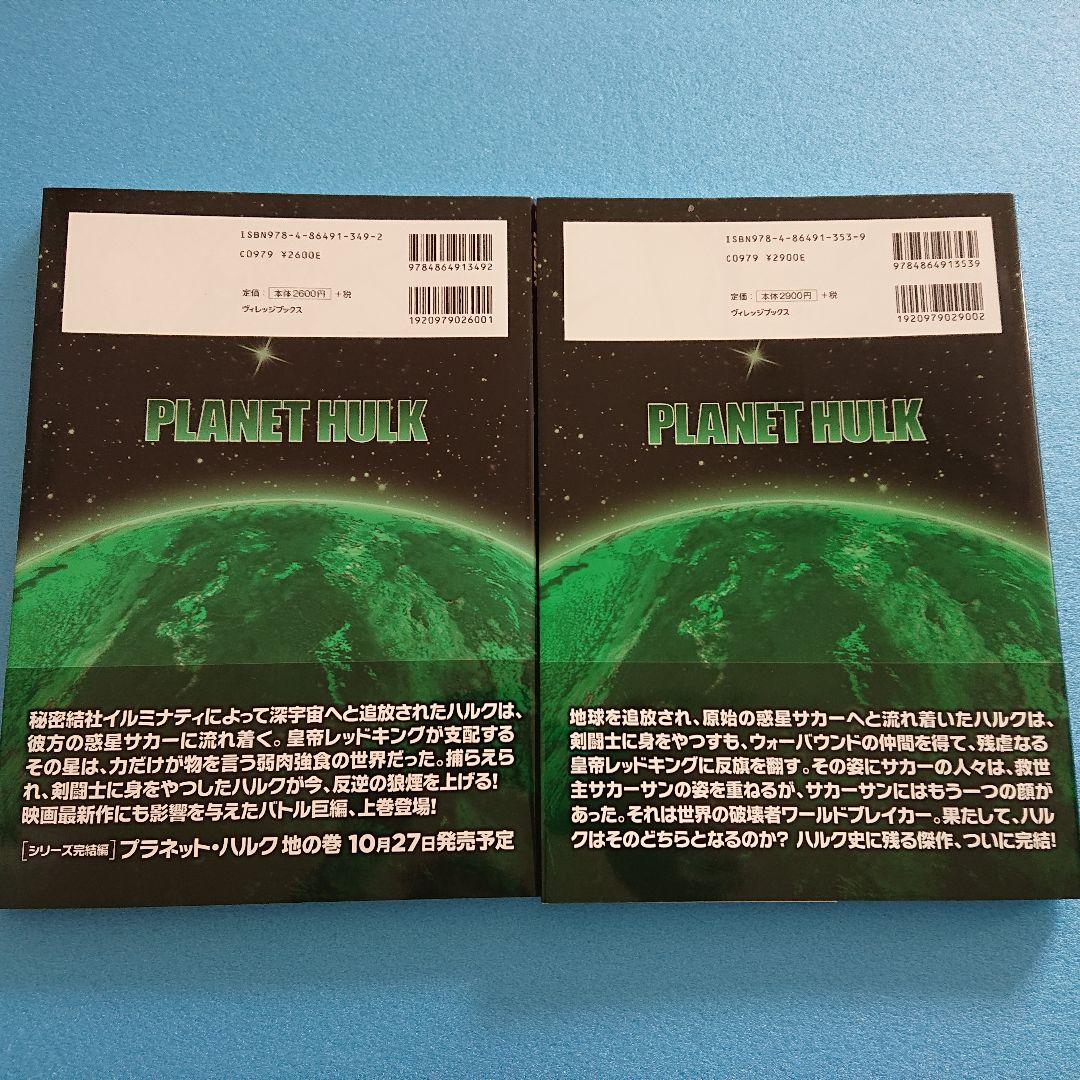 ISBN978-4-86491-349-2
C0979 ¥2600E
9784864913492
定価：本体2600円 +税
ヴィレッジブックス
1920979026001
PLANET HULK
秘密結社イルミナティによって深宇宙へと追放されたハルクは、
彼方の惑星サカーに流れ着く。皇帝レッドキングが支配する
その星は、力だけが物を言う弱肉強食の世界だった。捕らえら
れ、剣闘士に身をやつしたハルクが今、反逆の狼煙を上げる!
映画最新作にも影響を与えたバトル巨編、上巻登場!
[シリーズ完結編] プラネット・ハルク 地の巻 10月27日発売予定
ISBN978-4-86491-353-9
C0979 ¥2900E
9784864913539
定価：本体2900円 +税
ヴィレッジブックス
1920979029002
PLANET HULK
地球を追放され、原始の惑星サカーへと流れ着いたハルクは、
剣闘士に身をやつすも、ウォーバウンドの仲間を得て、残虐なる
皇帝レッドキングに反旗を翻す。その姿にサカーの人々は、救世
主サカーサンの姿を重ねるが、サカーサンにはもう一つの顔が
あった。それは世界の破壊者ワールドブレイカー。果たして、ハル
クはそのどちらとなるのか? ハルク史に残る傑作、ついに完結!